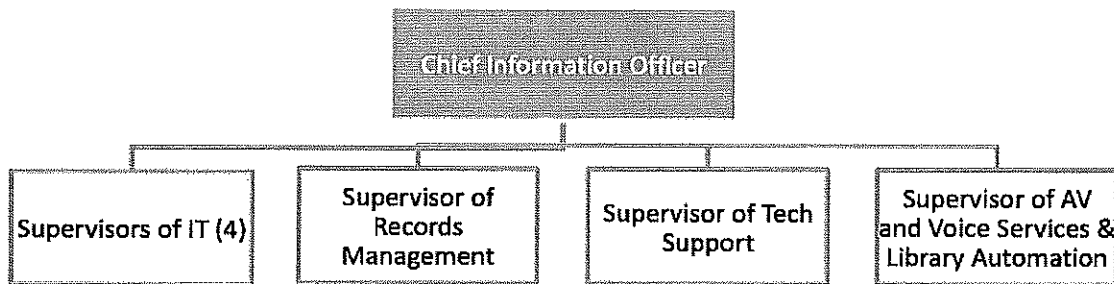 Chief Information Officer
Supervisors of IT (4)
Supervisor of
Records
Management
Supervisor of Tech
Support
Supervisor of AV
and Voice Services &
Library Automation